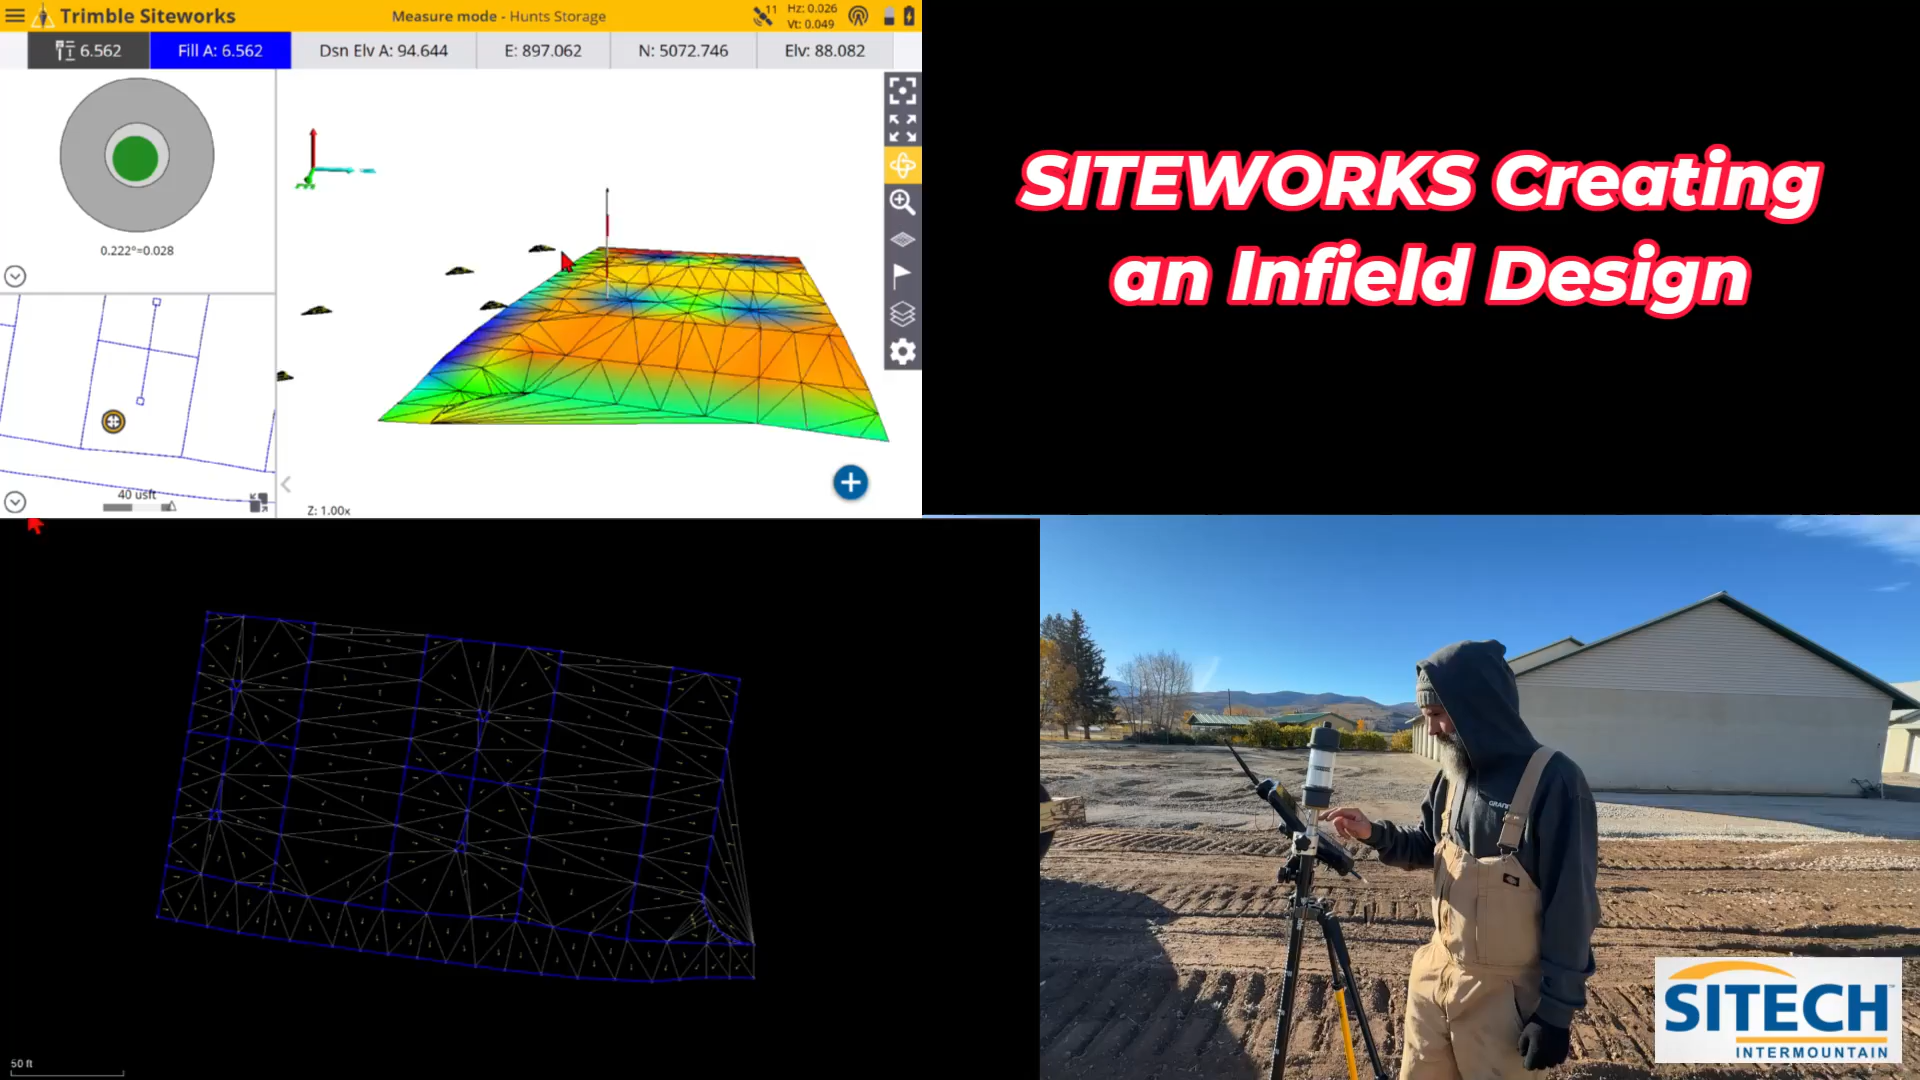 Trimble Siteworks
Measure mode - Hunts Storage
11
Hz: 0.026
Vt: 0.049
6.562
Fill A: 6.562
Dsn Elv A: 94.644
E: 897.062
N: 5072.746
Elv: 88.082
0.222°=0.028
40 usft
Z: 1.00x
SITEWORKS Creating
an Infield Design
50 ft
SITECH
INTERMOUNTAIN